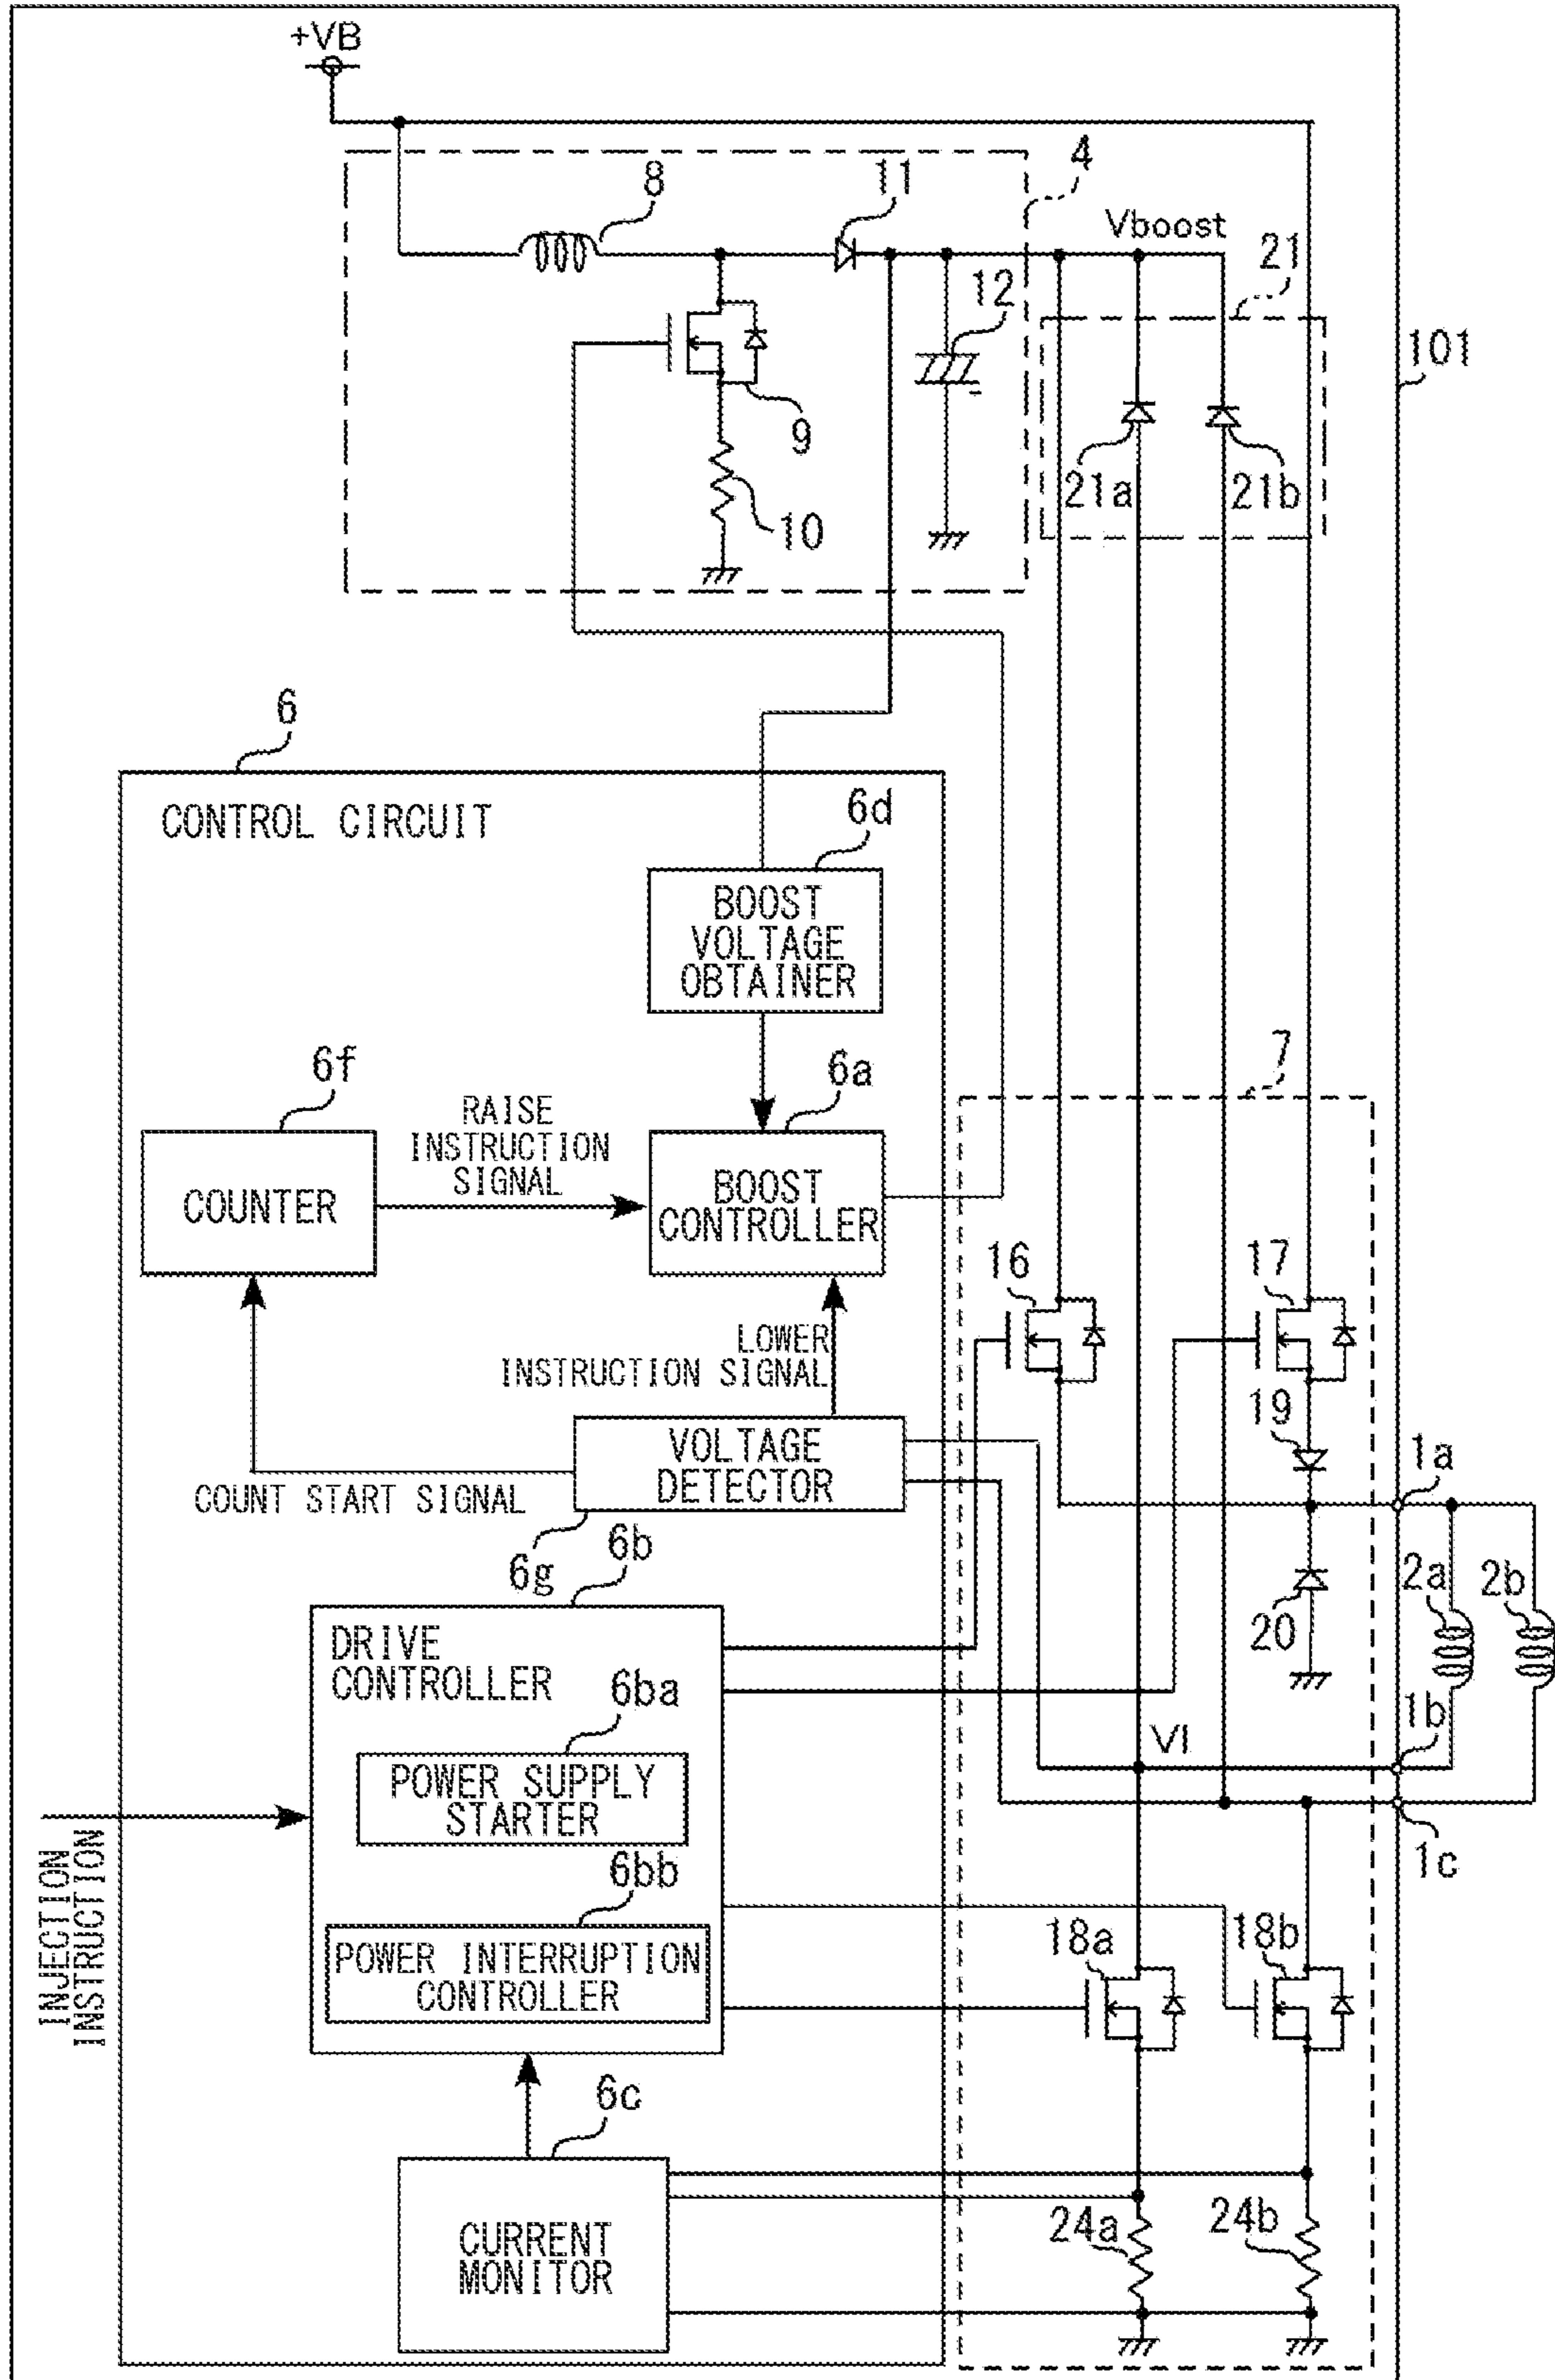 +VB
4
8
11
Vboost
21
12
101
9
21a
21b
10
6
CONTROL CIRCUIT
6d
BOOST
VOLTAGE
OBTAINER
7
6f
6a
RAISE
INSTRUCTION
SIGNAL
COUNTER
BOOST
CONTROLLER
16
17
LOWER
INSTRUCTION SIGNAL
19
VOLTAGE
DETECTOR
1a
COUNT START SIGNAL
6g
6b
2a
2b
20
DRIVE
CONTROLLER
6ba
1b
VI
POWER SUPPLY
STARTER
1c
INJECTION
INSTRUCTION
6bb
18a
18b
POWER INTERRUPTION
CONTROLLER
6c
24a
24b
CURRENT
MONITOR